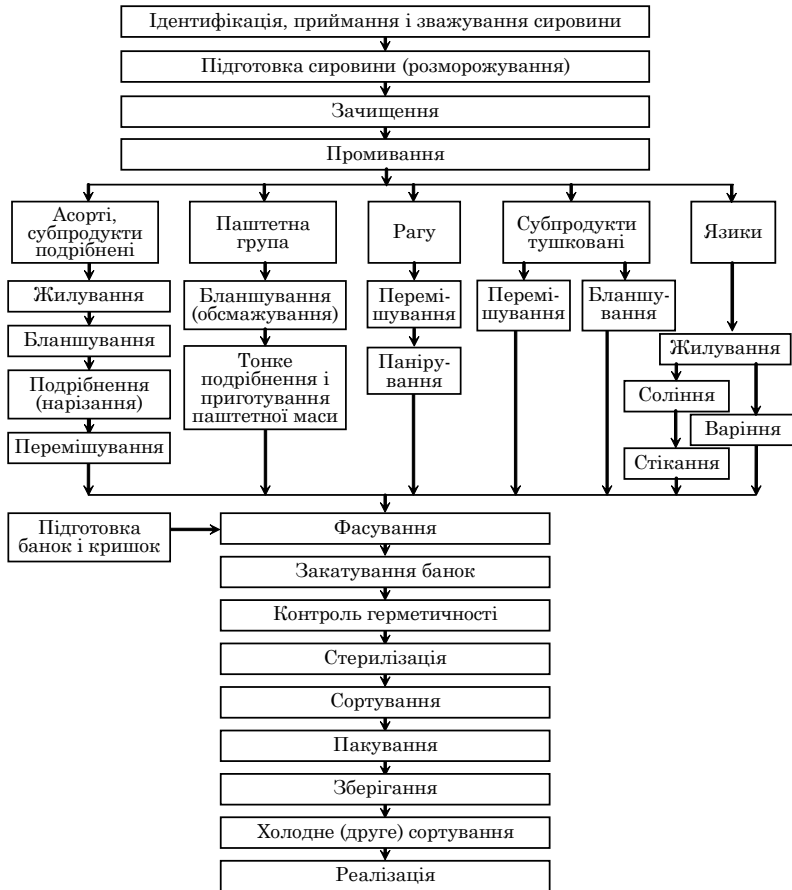 Ідентифікація, приймання і зважування сировини
Підготовка сировини (розморожування)
Зачищення
Промивання
Асорті,
субпродукти
подрібнені
Паштетна
група
Рагу
Субпродукти
тушковані
Язики
Жилування
Бланшування
(обсмажування)
Перемі-
шування
Перемі-
шування
Бланшу-
вання
Бланшування
Жилування
Подрібнення
(нарізання)
Тонке
подрібнення і
приготування
паштетної маси
Паніру-
вання
Соління
Варіння
Перемішування
Стікання
Підготовка
банок і кришок
Фасування
Закатування банок
Контроль герметичності
Стерилізація
Сортування
Пакування
Зберігання
Холодне (друге) сортування
Реалізація